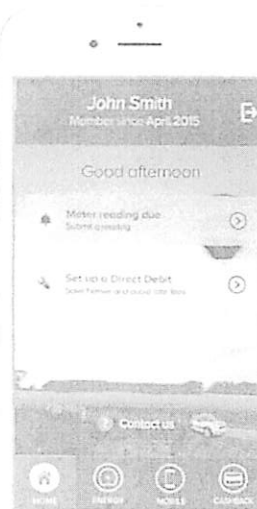 John Smith
Member since April 2015
Good afternoon
Meter reading due
Submit a reading
Set up a Direct Debit
Contact us
HOME
ENERGY
MOBILE
CASHBACK